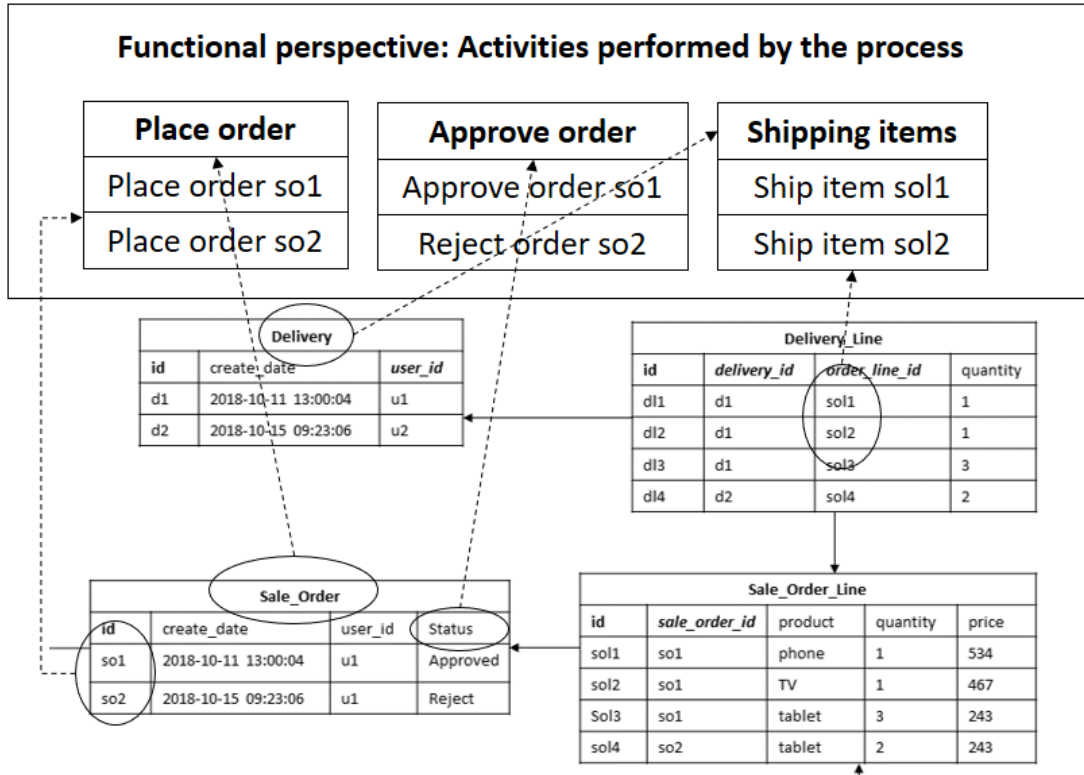 Functional perspective: Activities performed by the process
Place order Approve order Shipping items
Place order so1 Approve order so1 Ship item sol1
Place order so2 Reject order so2 Ship item sol2
Delivery
id create_date user_id
d1 2018-10-11 13:00:04 u1
d2 2018-10-15 09:23:06 u2
Delivery_Line
id delivery_id order_line_id quantity
dl1 d1 sol1 1
dl2 d1 sol2 1
dl3 d1 sol3 3
dl4 d2 sol4 2
Sale_Order
id create_date user_id Status
so1 2018-10-11 13:00:04 u1 Approved
so2 2018-10-15 09:23:06 u1 Reject
Sale_Order_Line
id sale_order_id product quantity price
sol1 so1 phone 1 534
sol2 so1 TV 1 467
Sol3 so1 tablet 3 243
sol4 so2 tablet 2 243